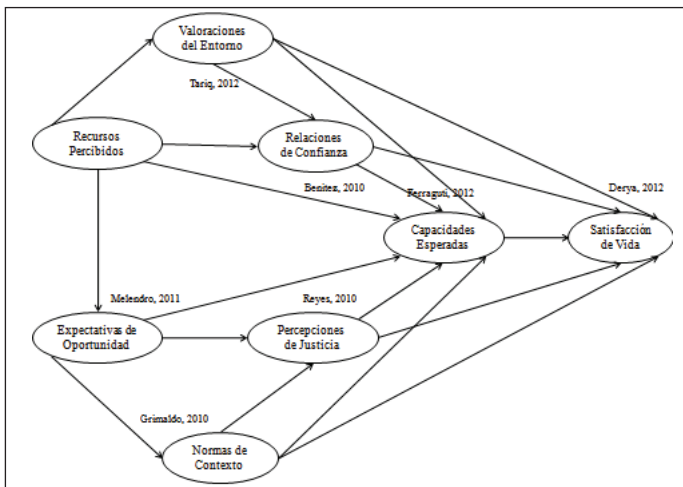 Valoraciones
del Entorno
Tariq, 2012
Recursos
Percibidos
Relaciones
de Confianza
Benitez, 2010
Ferraguti, 2012
Derya, 2012
Capacidades
Esperadas
Satisfacción
de Vida
Melendro, 2011
Reyes, 2010
Expectativas de
Oportunidad
Percepciones
de Justicia
Grimaldo, 2010
Normas de
Contexto